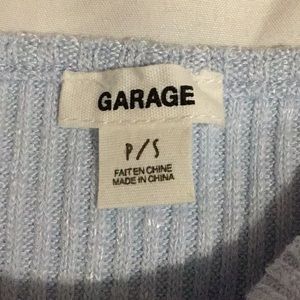 GARAGE
P/S
FAIT EN CHINE
MADE IN CHINA